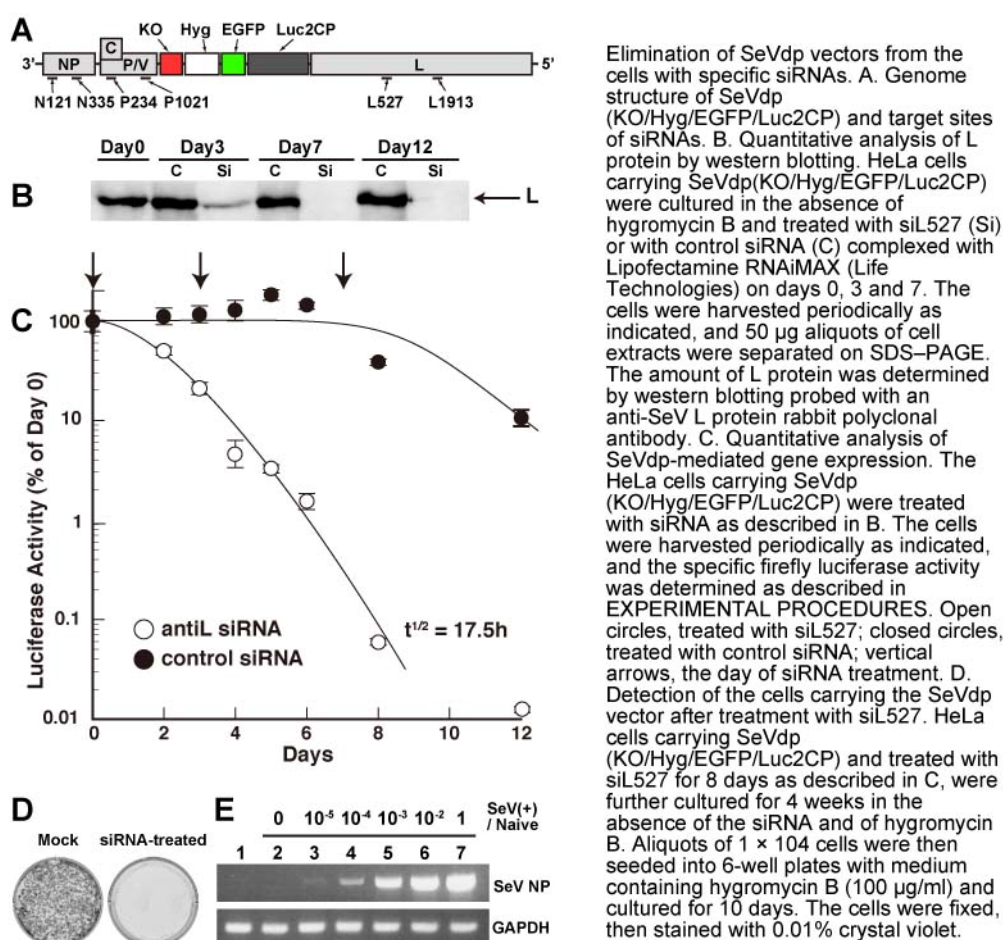 A
KO Hyg EGFP Luc2CP
C
3' NP P/V L 5'
N121 N335 P234 P1021 L527 L1913
Day0 Day3 Day7 Day12
C Si C Si C Si
B
L
C
Luciferase Activity (% of Day 0)
100
10
1
0.1
0.01
antiL siRNA
control siRNA
t1/2 = 17.5h
0 2 4 6 8 10 12
Days
D
Mock siRNA-treated
E
0 10-5 10-4 10-3 10-2 1 SeV(+) / Naive
1 2 3 4 5 6 7
SeV NP
GAPDH
Elimination of SeVdp vectors from the
cells with specific siRNAs. A. Genome
structure of SeVdp
(KO/Hyg/EGFP/Luc2CP) and target sites
of siRNAs. B. Quantitative analysis of L
protein by western blotting. HeLa cells
carrying SeVdp(KO/Hyg/EGFP/Luc2CP)
were cultured in the absence of
hygromycin B and treated with siL527 (Si)
or with control siRNA (C) complexed with
Lipofectamine RNAiMAX (Life
Technologies) on days 0, 3 and 7. The
cells were harvested periodically as
indicated, and 50 µg aliquots of cell
extracts were separated on SDS–PAGE.
The amount of L protein was determined
by western blotting probed with an
anti-SeV L protein rabbit polyclonal
antibody. C. Quantitative analysis of
SeVdp-mediated gene expression. The
HeLa cells carrying SeVdp
(KO/Hyg/EGFP/Luc2CP) were treated
with siRNA as described in B. The cells
were harvested periodically as indicated,
and the specific firefly luciferase activity
was determined as described in
EXPERIMENTAL PROCEDURES. Open
circles, treated with siL527; closed circles,
treated with control siRNA; vertical
arrows, the day of siRNA treatment. D.
Detection of the cells carrying the SeVdp
vector after treatment with siL527. HeLa
cells carrying SeVdp
(KO/Hyg/EGFP/Luc2CP) and treated with
siL527 for 8 days as described in C, were
further cultured for 4 weeks in the
absence of the siRNA and of hygromycin
B. Aliquots of 1 × 104 cells were then
seeded into 6-well plates with medium
containing hygromycin B (100 µg/ml) and
cultured for 10 days. The cells were fixed,
then stained with 0.01% crystal violet.